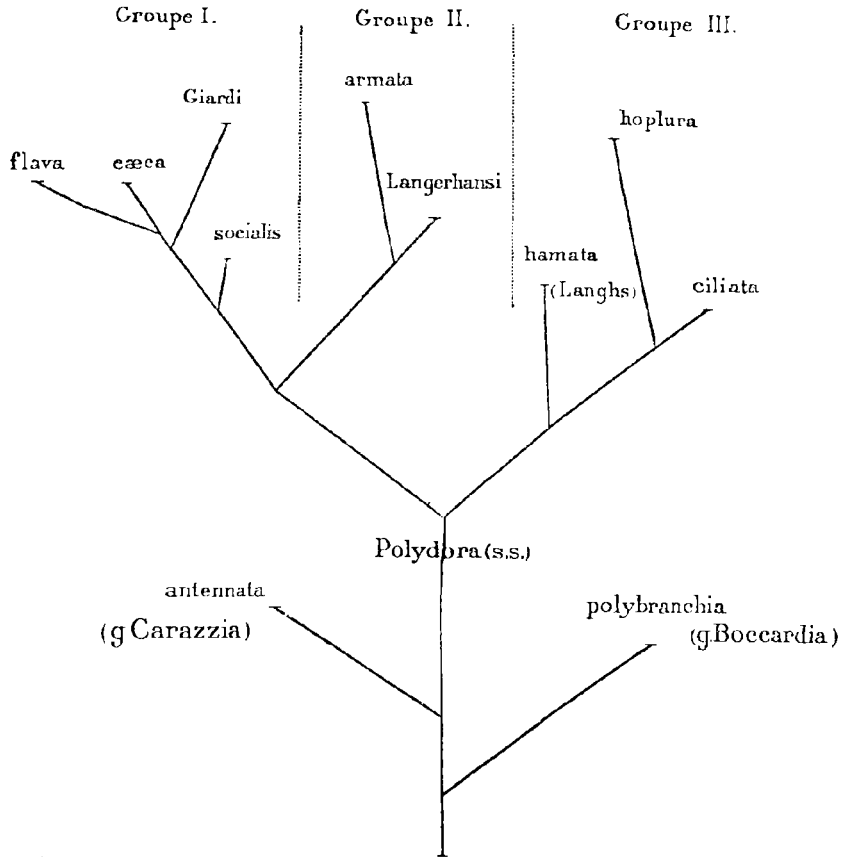 Groupe I.
Groupe II.
Groupe III.
armata
Giardi
hoplura
flava
cæca
Langerhansi
socialis
hamata
(Langhs)
ciliata
Polydora (s.s.)
antennata
(g Carazzia)
polybranchia
(g.Boccardia)